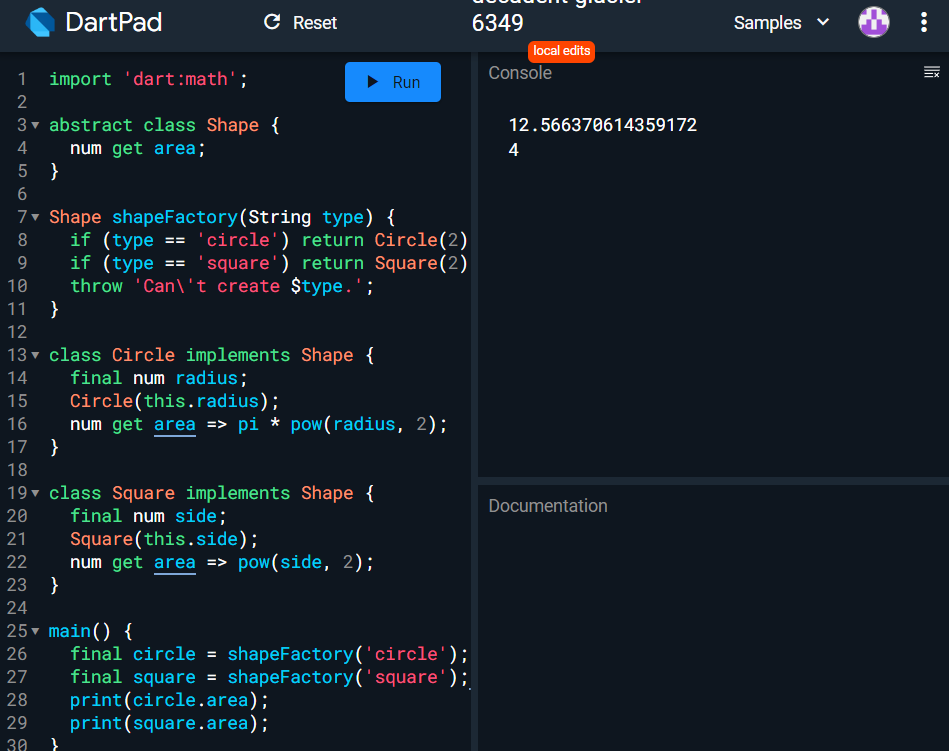 DartPad
Reset
6349
local edits
Samples
Run
1 import 'dart:math';
2
3 abstract class Shape {
4   num get area;
5 }
6
7 Shape shapeFactory(String type) {
8   if (type == 'circle') return Circle(2)
9   if (type == 'square') return Square(2)
10   throw 'Can\'t create $type.';
11 }
12
13 class Circle implements Shape {
14   final num radius;
15   Circle(this.radius);
16   num get area => pi * pow(radius, 2);
17 }
18
19 class Square implements Shape {
20   final num side;
21   Square(this.side);
22   num get area => pow(side, 2);
23 }
24
25 main() {
26   final circle = shapeFactory('circle');
27   final square = shapeFactory('square');
28   print(circle.area);
29   print(square.area);
30 }
Console
12.566370614359172
4
Documentation